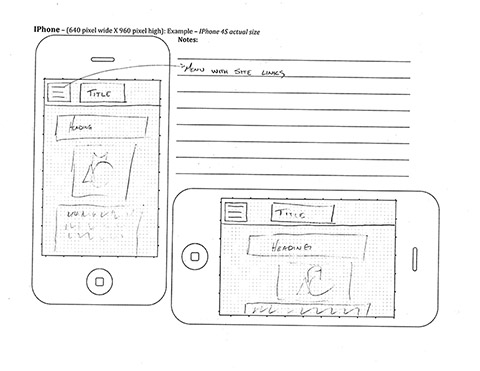 IPhone – (640 pixel wide X 960 pixel high): Example – IPhone 4S actual size
Notes:
MENU WITH SITE LINKS
TITLE
HEADING
TITLE
HEADING